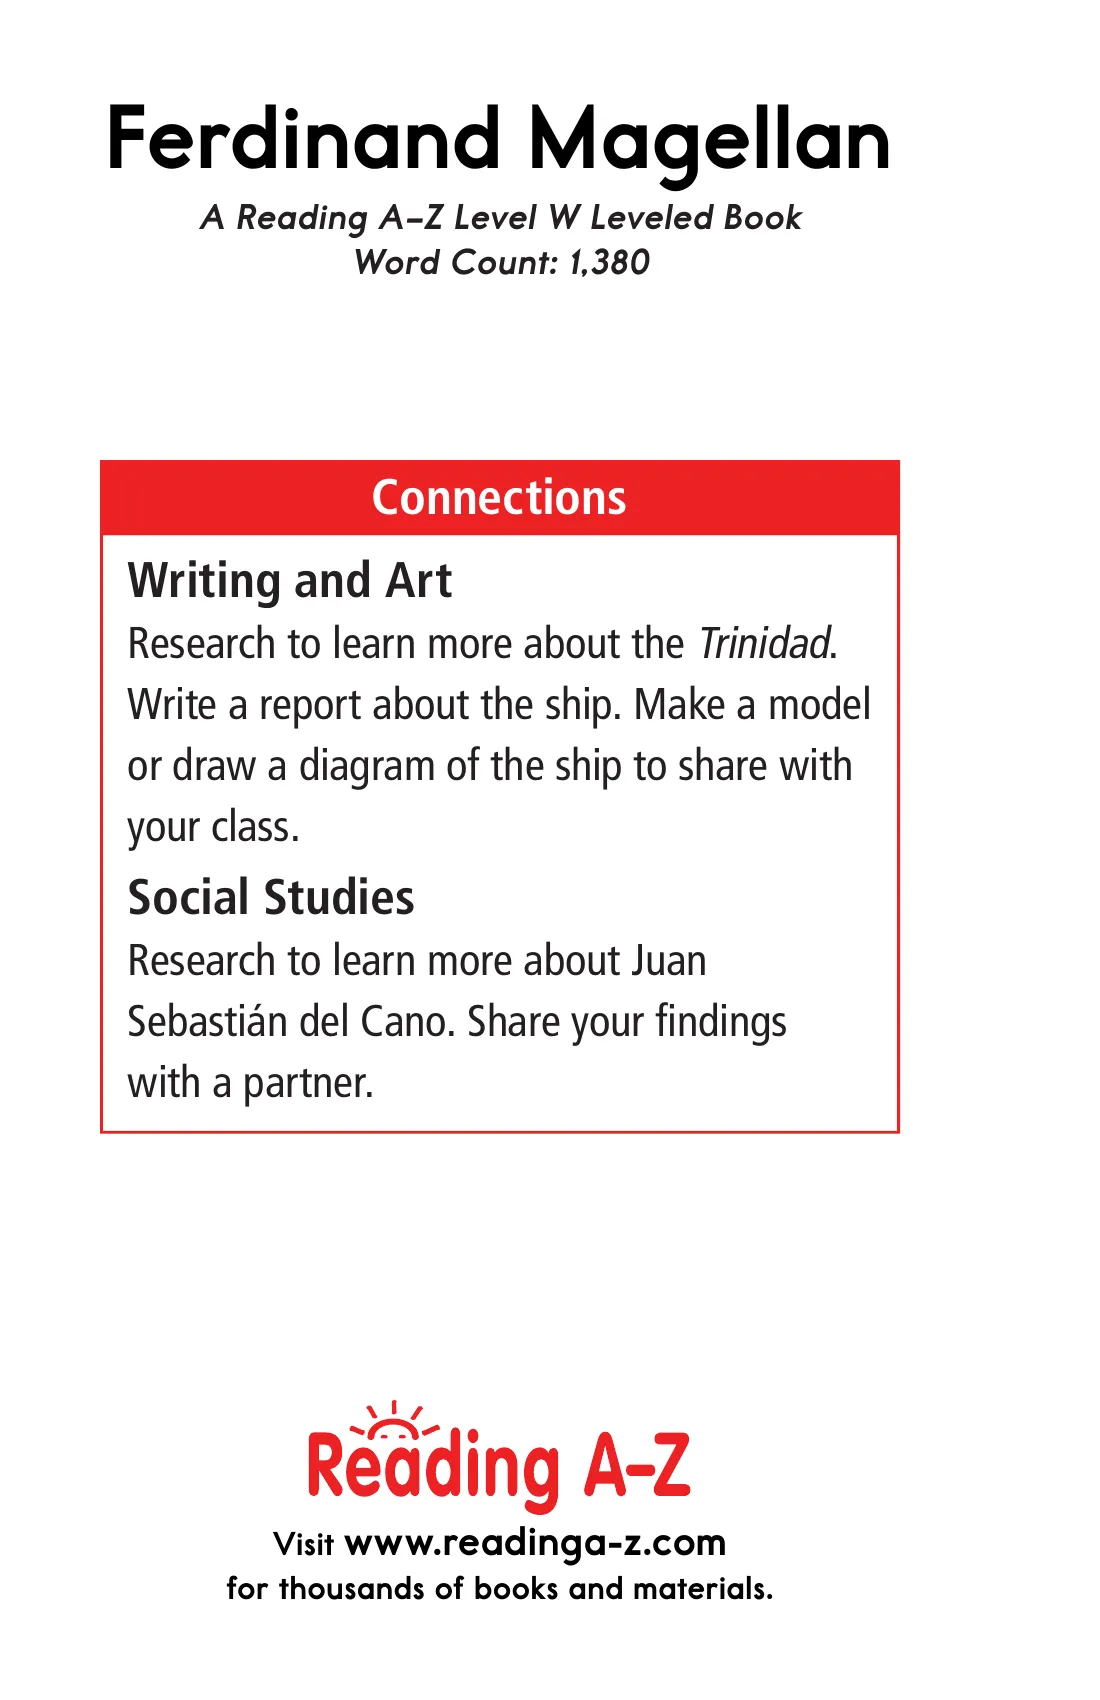 Ferdinand Magellan
A Reading A–Z Level W Leveled Book
Word Count: 1,380
Connections
Writing and Art
Research to learn more about the Trinidad.
Write a report about the ship. Make a model
or draw a diagram of the ship to share with
your class.
Social Studies
Research to learn more about Juan
Sebastián del Cano. Share your findings
with a partner.
Reading A–Z
Visit www.readinga-z.com
for thousands of books and materials.